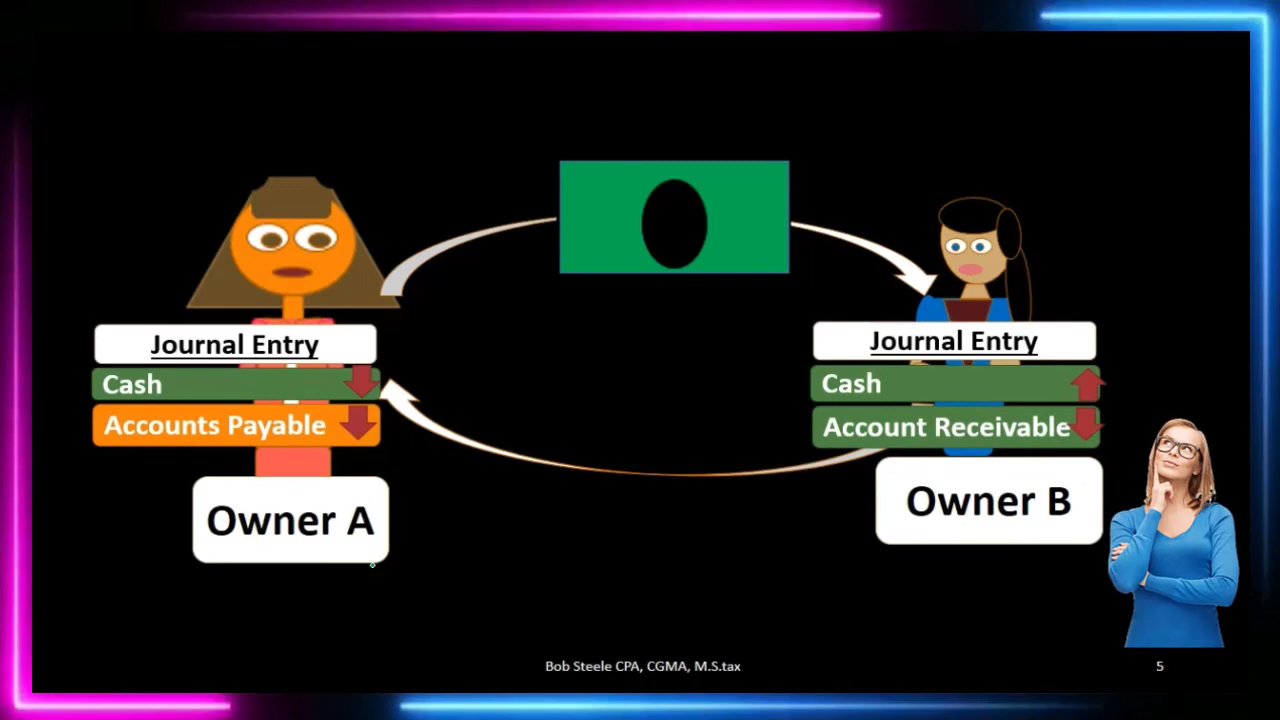 Journal Entry
Cash
Accounts Payable
Owner A
Journal Entry
Cash
Account Receivable
Owner B
Bob Steele CPA, CGMA, M.S.tax
5